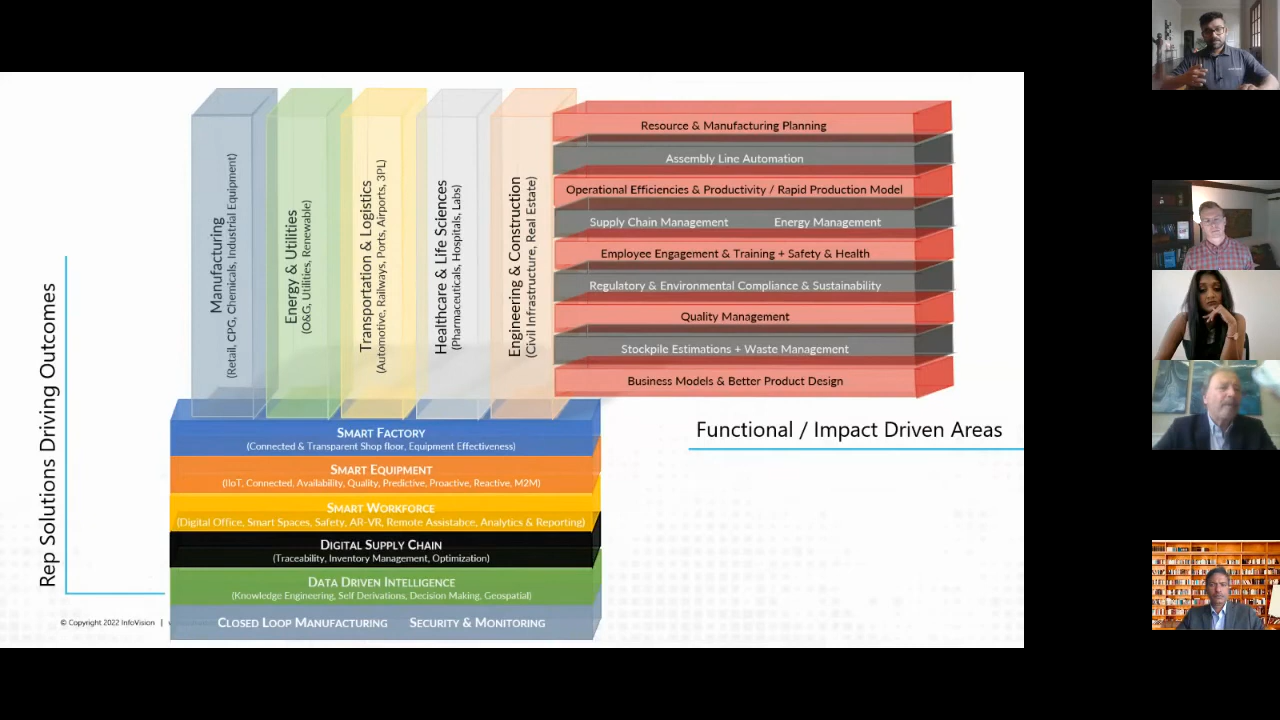 Rep Solutions Driving Outcomes
Manufacturing
(Retail, CPG, Chemicals, Industrial Equipment)
Energy & Utilities
(O&G, Utilities, Renewable)
Transportation & Logistics
(Automotive, Railways, Ports, Airports, 3PL)
Healthcare & Life Sciences
(Pharmaceuticals, Hospitals, Labs)
Engineering & Construction
(Civil Infrastructure, Real Estate)
Resource & Manufacturing Planning
Assembly Line Automation
Operational Efficiencies & Productivity / Rapid Production Model
Supply Chain Management Energy Management
Employee Engagement & Training + Safety & Health
Regulatory & Environmental Compliance & Sustainability
Quality Management
Stockpile Estimations + Waste Management
Business Models & Better Product Design
Functional / Impact Driven Areas
SMART FACTORY
(Connected & Transparent Shop floor, Equipment Effectiveness)
SMART EQUIPMENT
(IIoT, Connected, Availability, Quality, Predictive, Proactive, Reactive, M2M)
SMART WORKFORCE
(Digital Office, Smart Spaces, Safety, AR-VR, Remote Assistabce, Analytics & Reporting)
DIGITAL SUPPLY CHAIN
(Traceability, Inventory Management, Optimization)
DATA DRIVEN INTELLIGENCE
(Knowledge Engineering, Self Derivations, Decision Making, Geospatial)
CLOSED LOOP MANUFACTURING SECURITY & MONITORING
© Copyright 2022 InfoVision |